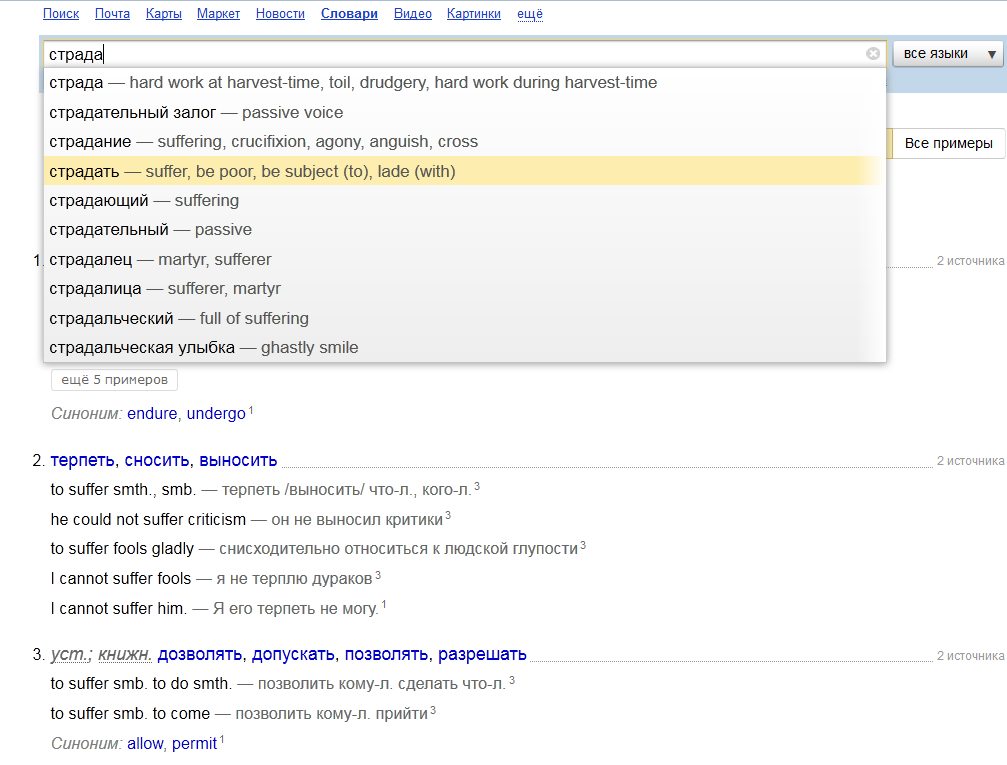 Поиск Почта Карты Маркет Новости Словари Видео Картинки ещё
страда все языки
страда — hard work at harvest-time, toil, drudgery, hard work during harvest-time
страдательный залог — passive voice
страдание — suffering, crucifixion, agony, anguish, cross Все примеры
страдать — suffer, be poor, be subject (to), lade (with)
страдающий — suffering
страдательный — passive
1. страдалец — martyr, sufferer 2 источника
страдалица — sufferer, martyr
страдальческий — full of suffering
страдальческая улыбка — ghastly smile
ещё 5 примеров
Синоним: endure, undergo 1
2. терпеть, сносить, выносить 2 источника
to suffer smth., smb. — терпеть /выносить/ что-л., кого-л. 3
he could not suffer criticism — он не выносил критики 3
to suffer fools gladly — снисходительно относиться к людской глупости 3
I cannot suffer fools — я не терплю дураков 3
I cannot suffer him. — Я его терпеть не могу. 1
3. уст.; книжн. дозволять, допускать, позволять, разрешать 2 источника
to suffer smb. to do smth. — позволить кому-л. сделать что-л. 3
to suffer smb. to come — позволить кому-л. прийти 3
Синоним: allow, permit 1